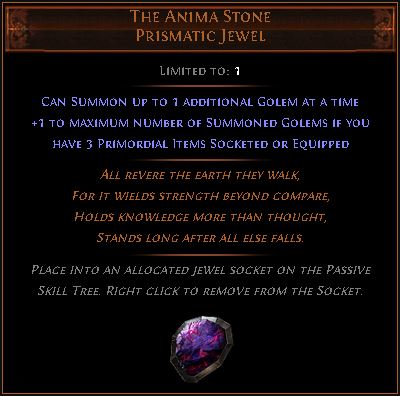 The Anima Stone
Prismatic Jewel
Limited to: 1
Can Summon up to 1 additional Golem at a time
+1 to maximum number of Summoned Golems if you
have 3 Primordial Items Socketed or Equipped
All revere the earth they walk,
For it wields strength beyond compare,
Holds knowledge more than thought,
Stands long after all else falls.
Place into an allocated jewel socket on the Passive
Skill Tree. Right click to remove from the Socket.